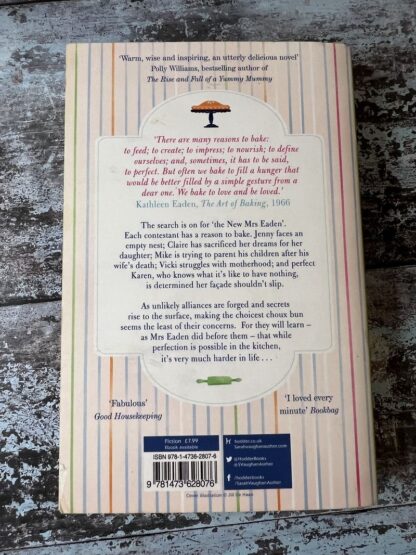 'Warm, wise and inspiring, an utterly delicious novel'
Polly Williams, bestselling author of
The Rise and Fall of a Yummy Mummy
'There are many reasons to bake:
to feed; to create; to impress; to nourish; to define
ourselves; and, sometimes, it has to be said,
to perfect. But often we bake to fill a hunger that
would be better filled by a simple gesture from a
dear one. We bake to love and be loved.'
Kathleen Eaden, The Art of Baking, 1966
The search is on for 'the New Mrs Eaden'.
Each contestant has a reason to bake. Jenny faces an
empty nest; Claire has sacrificed her dreams for her
daughter; Mike is trying to parent his children after his
wife's death; Vicki struggles with motherhood; and perfect
Karen, who knows what it's like to have nothing,
is determined her façade shouldn't slip.
As unlikely alliances are forged and secrets
rise to the surface, making the choicest choux bun
seems the least of their concerns. For they will learn –
as Mrs Eaden did before them – that while
perfection is possible in the kitchen,
it's very much harder in life . . .
'Fabulous'
Good Housekeeping
'I loved every
minute' Bookbag
Fiction £7.99
Ebook available
ISBN 978-1-4736-2807-6
9 781473 628076
hodder.co.uk
Sarahvaughanauthor.com
@HodderBooks
@SVaughanAuthor
/hodderbooks
/SarahVaughanAuthor
Cover illustration © Jill De Haan